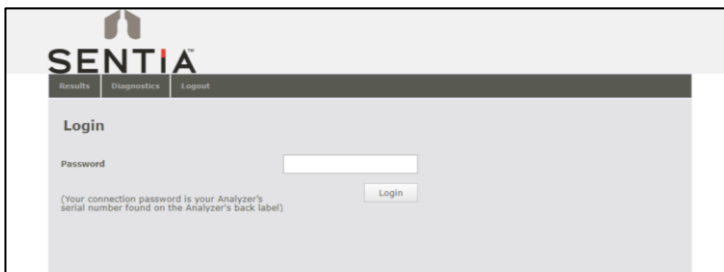 SENTIA™
Results Diagnostics Logout
Login
Password
Login
(Your connection password is your Analyzer's
serial number found on the Analyzer's back label)